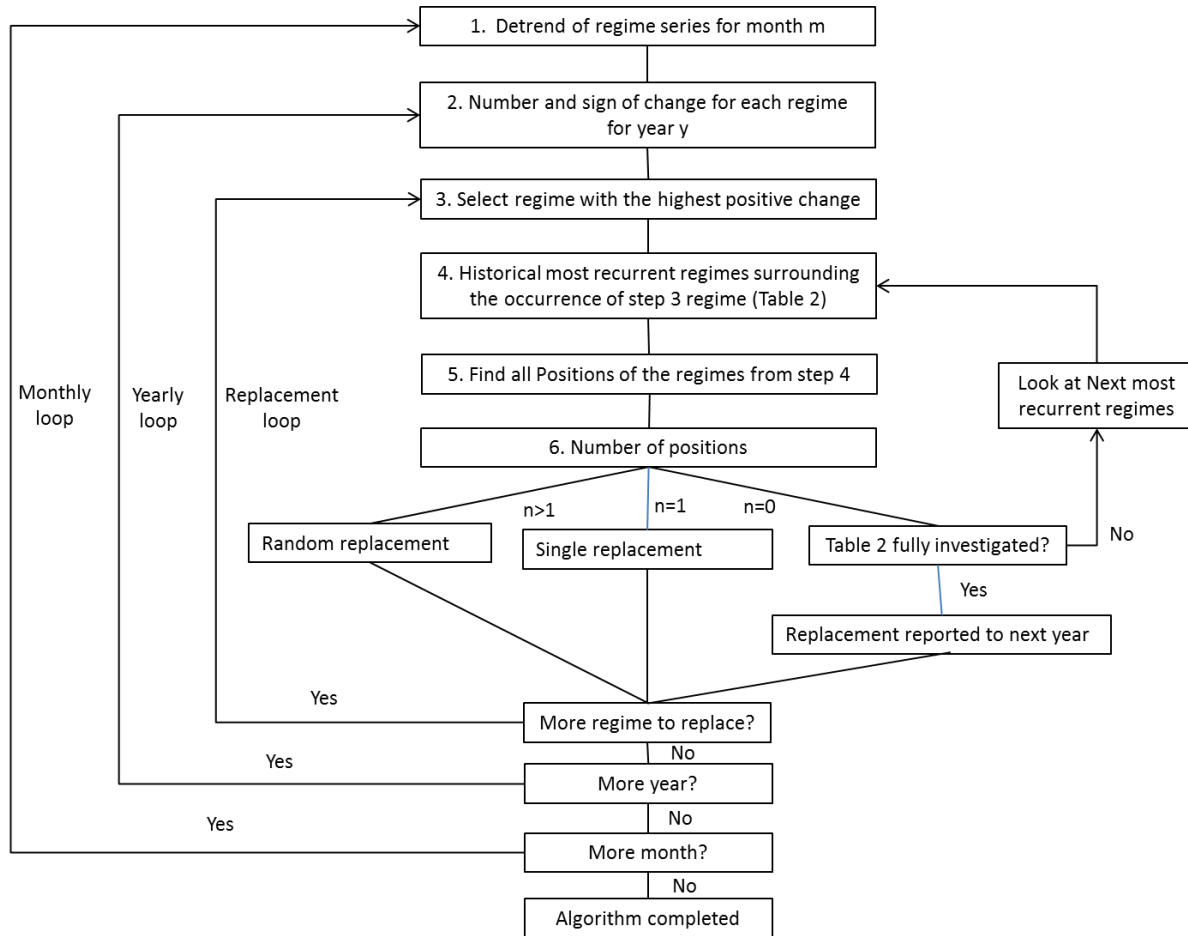 1. Detrend of regime series for month m
2. Number and sign of change for each regime
for year y
3. Select regime with the highest positive change
4. Historical most recurrent regimes surrounding
the occurrence of step 3 regime (Table 2)
5. Find all Positions of the regimes from step 4
Look at Next most
recurrent regimes
Monthly
loop
Yearly
loop
Replacement
loop
6. Number of positions
n>1
n=1
n=0
Random replacement
Single replacement
Table 2 fully investigated?
No
Yes
Replacement reported to next year
Yes
More regime to replace?
No
Yes
More year?
No
Yes
More month?
No
Algorithm completed